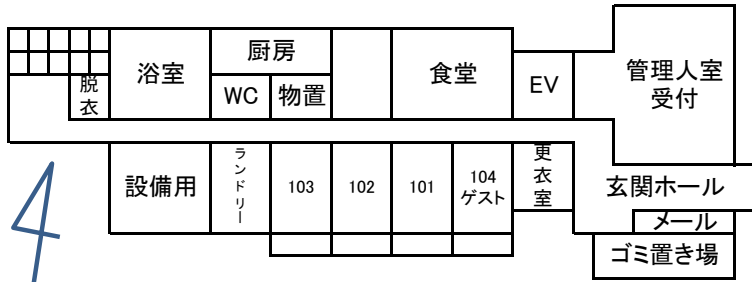 浴室
厨房
食堂
EV
管理人室
受付
脱
衣
WC
物置
設備用
ランドリー
103
102
101
104
ゲスト
更
衣
室
玄関ホール
メール
ゴミ置き場